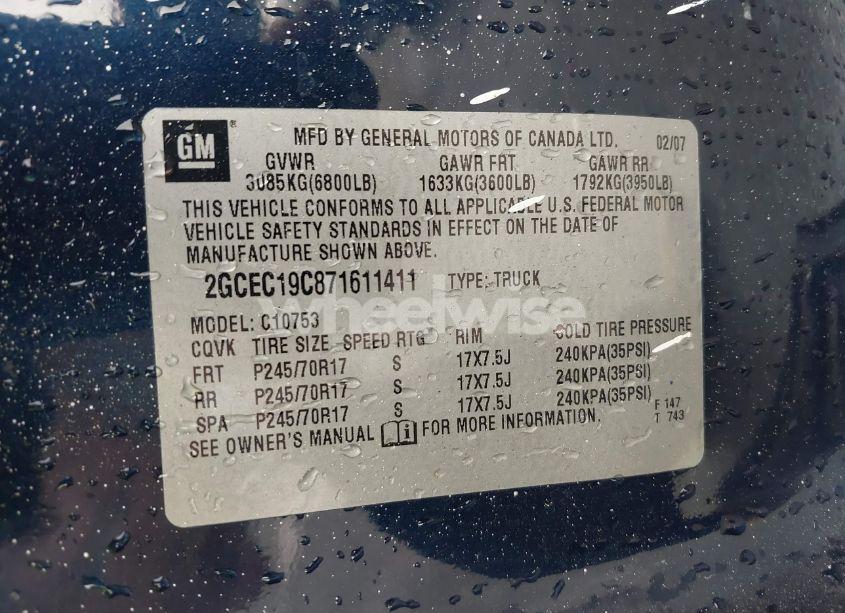 GM ® MFD BY GENERAL MOTORS OF CANADA LTD. 02/07
GVWR GAWR FRT GAWR RR
3085KG(6800LB) 1633KG(3600LB) 1792KG(3950LB)
THIS VEHICLE CONFORMS TO ALL APPLICABLE U.S. FEDERAL MOTOR
VEHICLE SAFETY STANDARDS IN EFFECT ON THE DATE OF
MANUFACTURE SHOWN ABOVE.
2GCEC19C871611411 TYPE: TRUCK
wheelwise
MODEL: C10753
CQVK TIRE SIZE SPEED RTG RIM COLD TIRE PRESSURE
FRT P245/70R17 S 17X7.5J 240KPA(35PSI)
RR P245/70R17 S 17X7.5J 240KPA(35PSI)
SPA P245/70R17 S 17X7.5J 240KPA(35PSI)
SEE OWNER'S MANUAL FOR MORE INFORMATION.
F 147
T 743